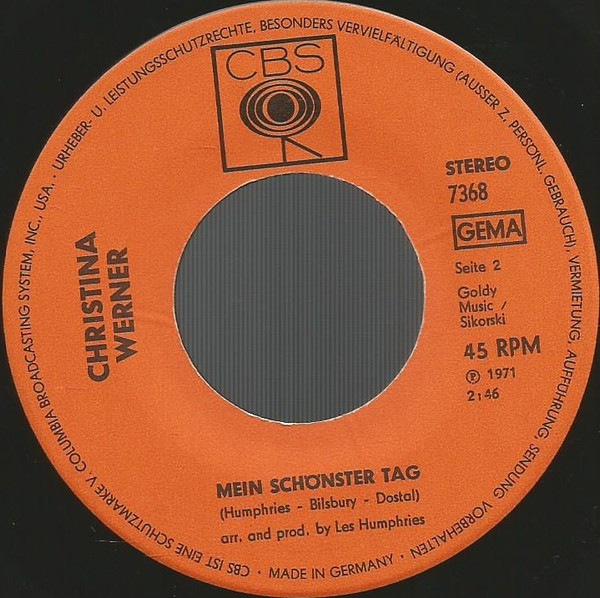 CBS
STEREO
7368
GEMA
Seite 2
Goldy
Music /
Sikorski
45 RPM
Ⓟ 1971
2:46
CHRISTINA
WERNER
MEIN SCHÖNSTER TAG
(Humphries - Bilsbury - Dostal)
arr. and prod. by Les Humphries
CBS IST EINE SCHUTZMARKE V. COLUMBIA BROADCASTING SYSTEM, INC., USA. · URHEBER- U. LEISTUNGSSCHUTZRECHTE, BESONDERS VERVIELFÄLTIGUNG (AUSSER Z. PERSÖNL. GEBRAUCH), VERMIETUNG, AUFFÜHRUNG, SENDUNG VORBEHALTEN · MADE IN GERMANY ·